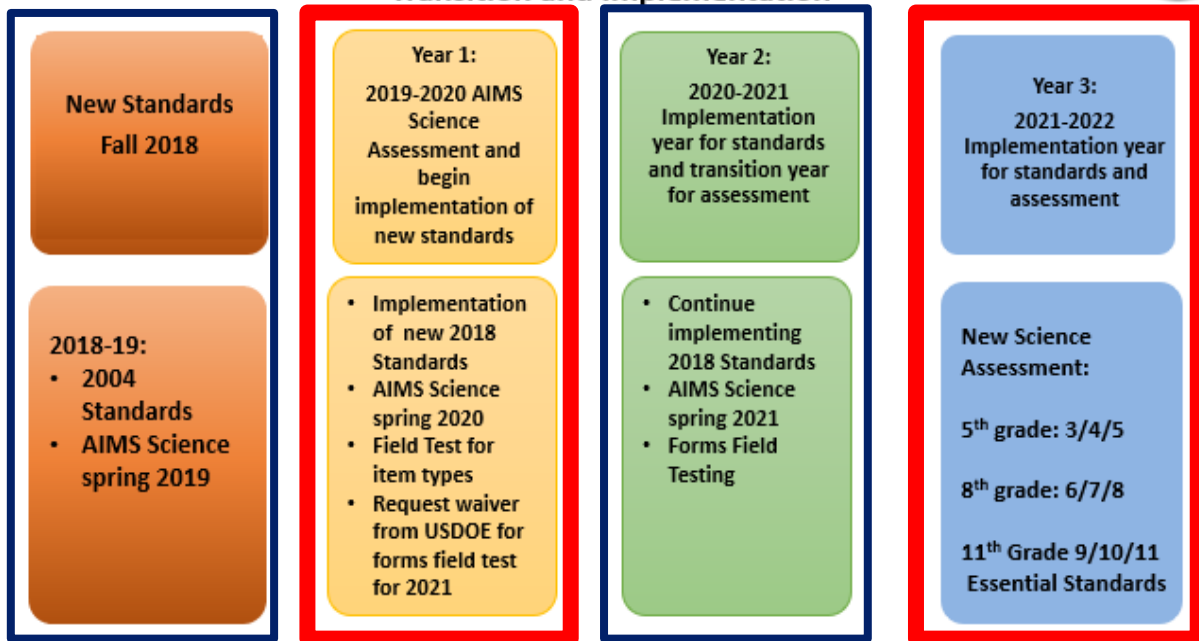 Transition and Implementation
New Standards
Fall 2018
2018-19:
• 2004
Standards
• AIMS Science
spring 2019
Year 1:
2019-2020 AIMS
Science
Assessment and
begin
implementation of
new standards
• Implementation
of new 2018
Standards
• AIMS Science
spring 2020
• Field Test for
item types
• Request waiver
from USDOE for
forms field test
for 2021
Year 2:
2020-2021
Implementation
year for standards
and transition year
for assessment
• Continue
implementing
2018 Standards
• AIMS Science
spring 2021
• Forms Field
Testing
Year 3:
2021-2022
Implementation year
for standards and
assessment
New Science
Assessment:
5th grade: 3/4/5
8th grade: 6/7/8
11th Grade 9/10/11
Essential Standards